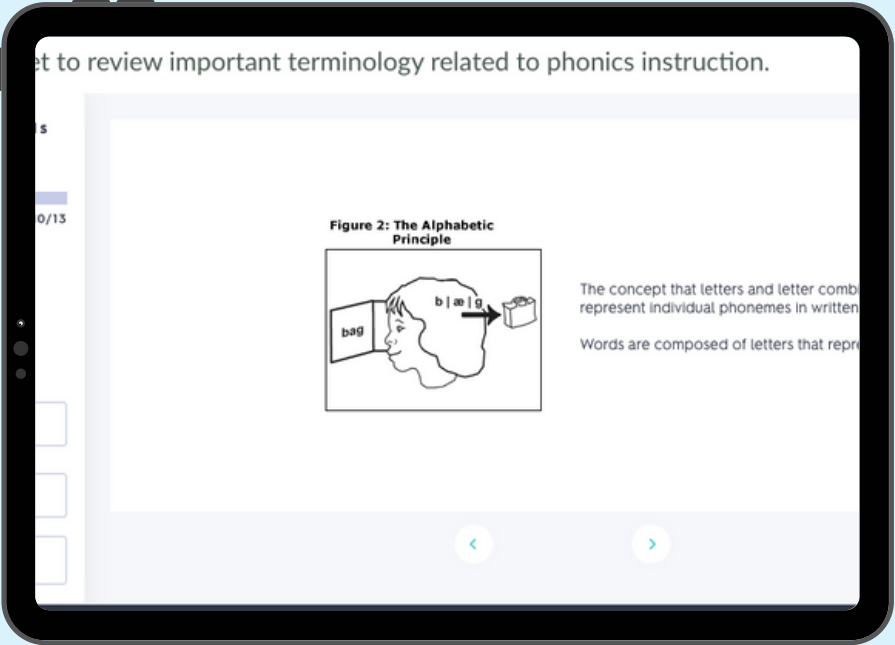 et to review important terminology related to phonics instruction.
ls
0/13
Figure 2: The Alphabetic
Principle
b | æ | g
bag
The concept that letters and letter combi
represent individual phonemes in written
Words are composed of letters that repre